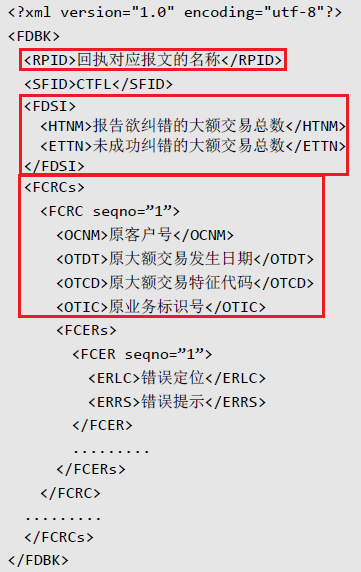 <?xml version="1.0" encoding="utf-8"?>
<FDBK>
<RPID>回执对应报文的名称</RPID>
<SFID>CTFL</SFID>
<FDSI>
<HTNM>报告欲纠错的大额交易总数</HTNM>
<ETTN>未成功纠错的大额交易总数</ETTN>
</FDSI>
<FCRCs>
<FCRC seqno=”1”>
<OCNM>原客户号</OCNM>
<OTDT>原大额交易发生日期</OTDT>
<OTCD>原大额交易特征代码</OTCD>
<OTIC>原业务标识号</OTIC>
<FCERs>
<FCER seqno=”1”>
<ERLC>错误定位</ERLC>
<ERRS>错误提示</ERRS>
</FCER>
.........
</FCERs>
</FCRC>
.........
</FCRCs>
</FDBK>